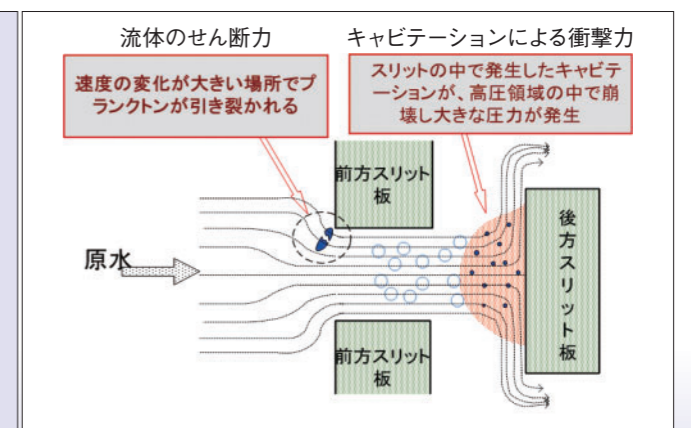 流体のせん断力
キャビテーションによる衝撃力
速度の変化が大きい場所でプ
ランクトンが引き裂かれる
スリットの中で発生したキャビテ
ーションが、高圧領域の中で崩
壊し大きな圧力が発生
前方スリット
板
原水
後方スリット板
前方スリット
板